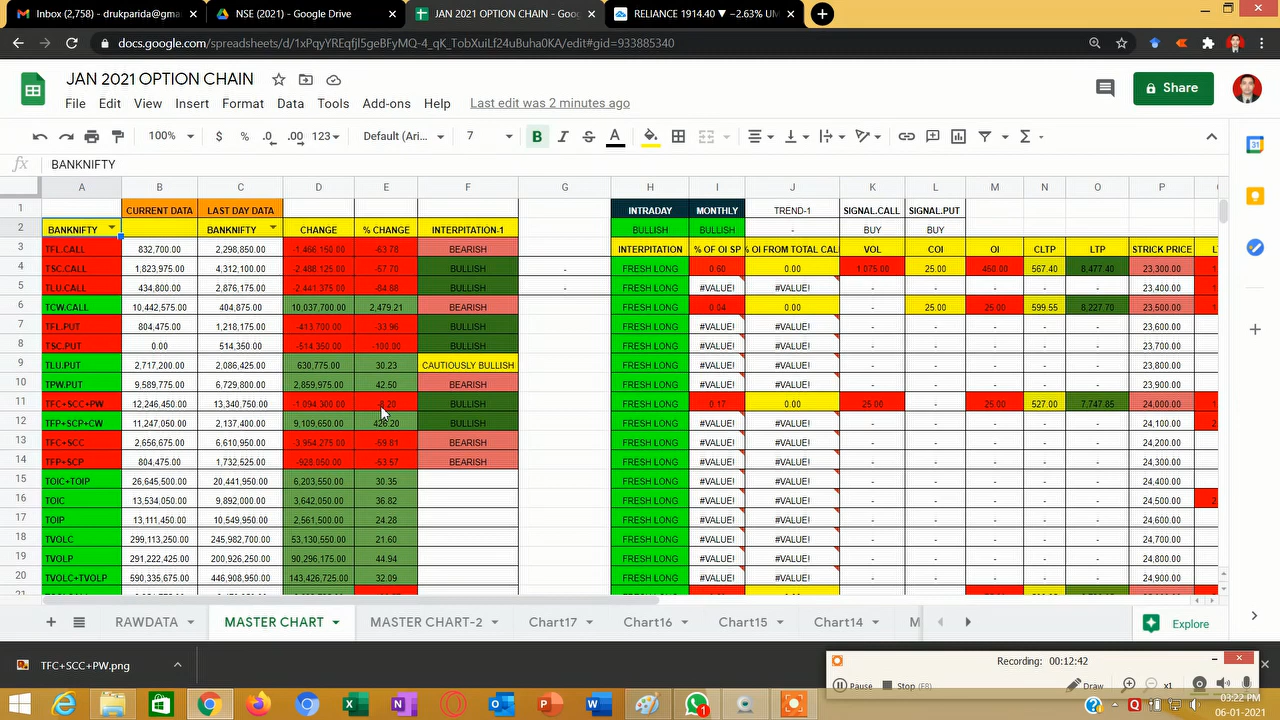 Inbox (2,758) - drukparida@gma
NSE (2021) - Google Drive
JAN 2021 OPTION CHAIN - Goo
RELIANCE 1914.40 ▼ −2.63% U
docs.google.com/spreadsheets/d/1xPqyYREqfJl5geBFyMQ-4_qK_TobXuiLf24uBuha0KA/edit#gid=933885340
JAN 2021 OPTION CHAIN
File Edit View Insert Format Data Tools Add-ons Help Last edit was 2 minutes ago
Share
100% $ % .0 .00 123 Default (Ari... 7 B I S A
fx BANKNIFTY
A B C D E F G H I J K L M N O P
1 CURRENT DATA LAST DAY DATA INTRADAY MONTHLY TREND-1 SIGNAL.CALL SIGNAL.PUT
2 BANKNIFTY BANKNIFTY CHANGE % CHANGE INTERPITATION-1 BULLISH BULLISH - BUY BUY
3 TFL.CALL 832,700.00 2,298,850.00 -1,466,150.00 -63.78 BEARISH INTERPITATION % OF OI SP % OI FROM TOTAL CAL VOL COI OI CLTP LTP STRICK PRICE
4 TSC.CALL 1,823,975.00 4,312,100.00 -2,488,125.00 -57.70 BULLISH - FRESH LONG 0.60 0.00 1,075.00 25.00 450.00 567.40 8,477.40 23,300.00
5 TLU.CALL 434,800.00 2,876,175.00 -2,441,375.00 -84.88 BULLISH - FRESH LONG #VALUE! #VALUE! - - - - - 23,400.00
6 TCW.CALL 10,442,575.00 404,875.00 10,037,700.00 2,479.21 BEARISH FRESH LONG 0.04 0.00 - 25.00 25.00 599.55 8,227.70 23,500.00
7 TFL.PUT 804,475.00 1,218,175.00 -413,700.00 -33.96 BULLISH FRESH LONG #VALUE! #VALUE! - - - - - 23,600.00
8 TSC.PUT 0.00 514,350.00 -514,350.00 -100.00 BULLISH FRESH LONG #VALUE! #VALUE! - - - - - 23,700.00
9 TLU.PUT 2,717,200.00 2,086,425.00 630,775.00 30.23 CAUTIOUSLY BULLISH FRESH LONG #VALUE! #VALUE! - - - - - 23,800.00
10 TPW.PUT 9,589,775.00 6,729,800.00 2,859,975.00 42.50 BEARISH FRESH LONG #VALUE! #VALUE! - - - - - 23,900.00
11 TFC+SCC+PW 12,246,450.00 13,340,750.00 -1,094,300.00 -8.20 BULLISH FRESH LONG 0.17 0.00 25.00 - 25.00 527.00 7,747.85 24,000.00
12 TFP+SCP+CW 11,247,050.00 2,137,400.00 9,109,650.00 426.20 BULLISH FRESH LONG #VALUE! #VALUE! - - - - - 24,100.00
13 TFC+SCC 2,656,675.00 6,610,950.00 -3,954,275.00 -59.81 BEARISH FRESH LONG #VALUE! #VALUE! - - - - - 24,200.00
14 TFP+SCP 804,475.00 1,732,525.00 -928,050.00 -53.57 BEARISH FRESH LONG #VALUE! #VALUE! - - - - - 24,300.00
15 TOIC+TOIP 26,645,500.00 20,441,950.00 6,203,550.00 30.35 FRESH LONG #VALUE! #VALUE! - - - - - 24,400.00
16 TOIC 13,534,050.00 9,892,000.00 3,642,050.00 36.82 FRESH LONG #VALUE! #VALUE! - - - - - 24,500.00
17 TOIP 13,111,450.00 10,549,950.00 2,561,500.00 24.28 FRESH LONG #VALUE! #VALUE! - - - - - 24,600.00
18 TVOLC 299,113,250.00 245,982,700.00 53,130,550.00 21.60 FRESH LONG #VALUE! #VALUE! - - - - - 24,700.00
19 TVOLP 291,222,425.00 200,926,250.00 90,296,175.00 44.94 FRESH LONG #VALUE! #VALUE! - - - - - 24,800.00
20 TVOLC+TVOLP 590,335,675.00 446,908,950.00 143,426,725.00 32.09 FRESH LONG #VALUE! #VALUE! - - - - - 24,900.00
RAWDATA MASTER CHART MASTER CHART-2 Chart17 Chart16 Chart15 Chart14 M Explore
TFC+SCC+PW.png
Recording: 00:12:42
Pause Stop (F8) Draw x1
03:22 PM
06-01-2021